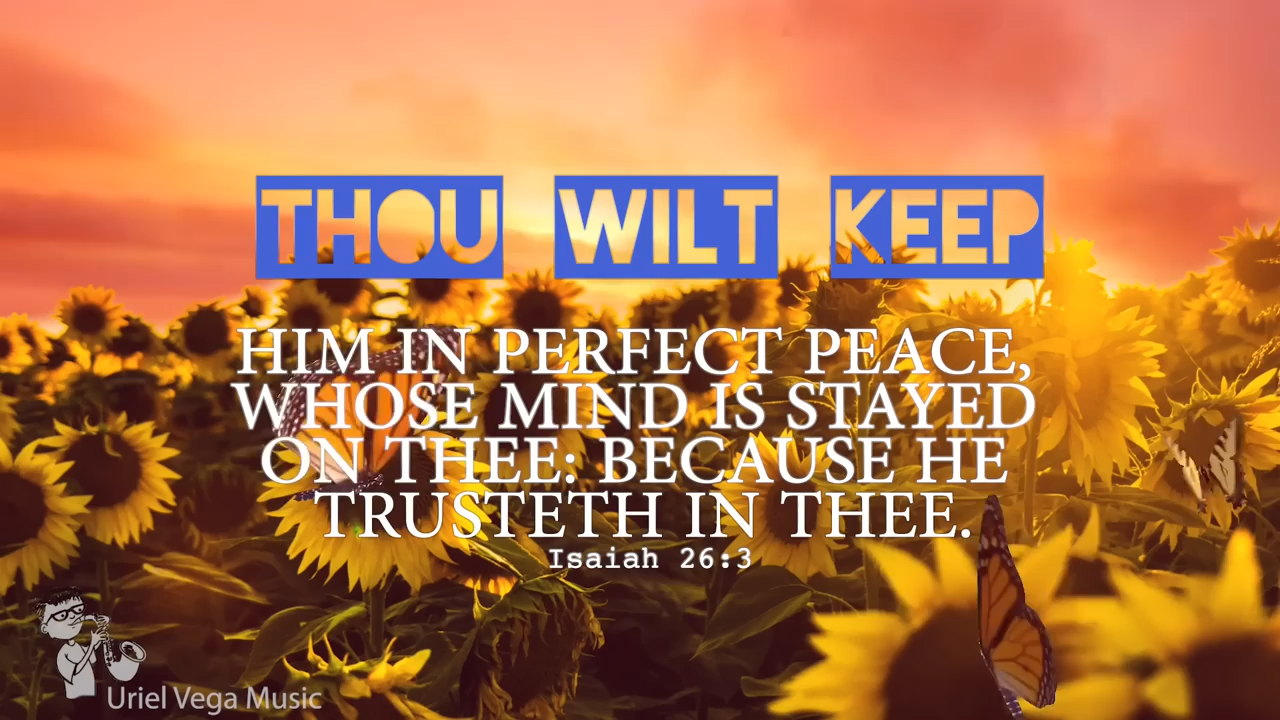 THOU WILT KEEP
HIM IN PERFECT PEACE,
WHOSE MIND IS STAYED
ON THEE: BECAUSE HE
TRUSTETH IN THEE.
Isaiah 26:3
Uriel Vega Music